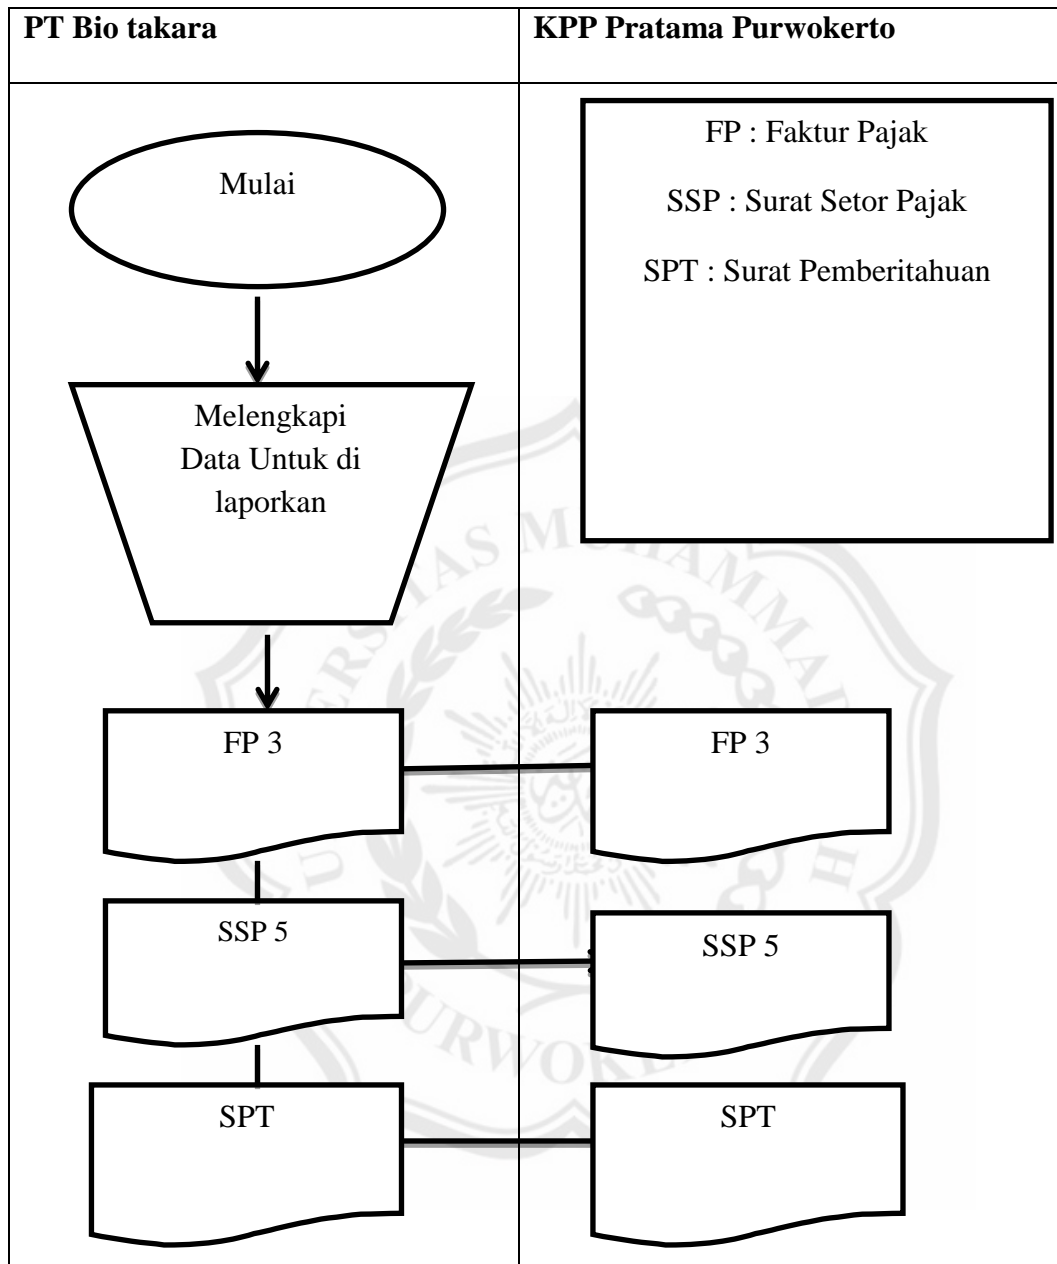 PT Bio takara
KPP Pratama Purwokerto
Mulai
FP : Faktur Pajak
SSP : Surat Setor Pajak
SPT : Surat Pemberitahuan
Melengkapi
Data Untuk di
laporkan
FP 3
FP 3
SSP 5
SSP 5
SPT
SPT